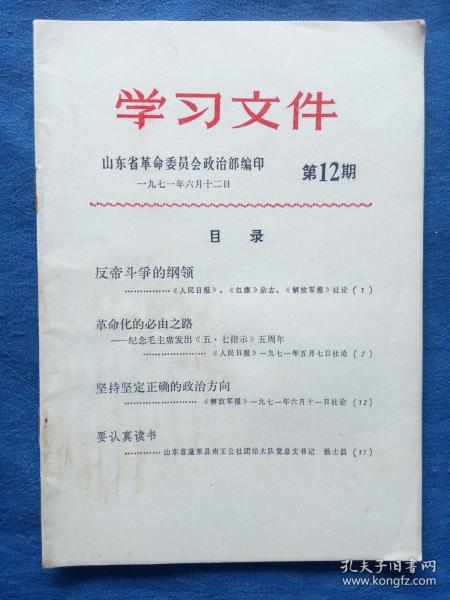 学习文件
山东省革命委员会政治部编印
一九七一年六月十二日
第12期
目 录
反帝斗爭的纲领
……………《人民日报》、《红旗》杂志、《解放军报》社论 (1)
革命化的必由之路
——纪念毛主席发出《五·七指示》五周年
…………………《人民日报》一九七一年五月七日社论 (7)
坚持坚定正确的政治方向
……………………《解放军报》一九七一年六月十一日社论 (12)
要认真读书
…………山东省蓬莱县南王公社团结大队党总支书记 姚士昌 (17)
孔夫子旧书网
www.kongfz.com